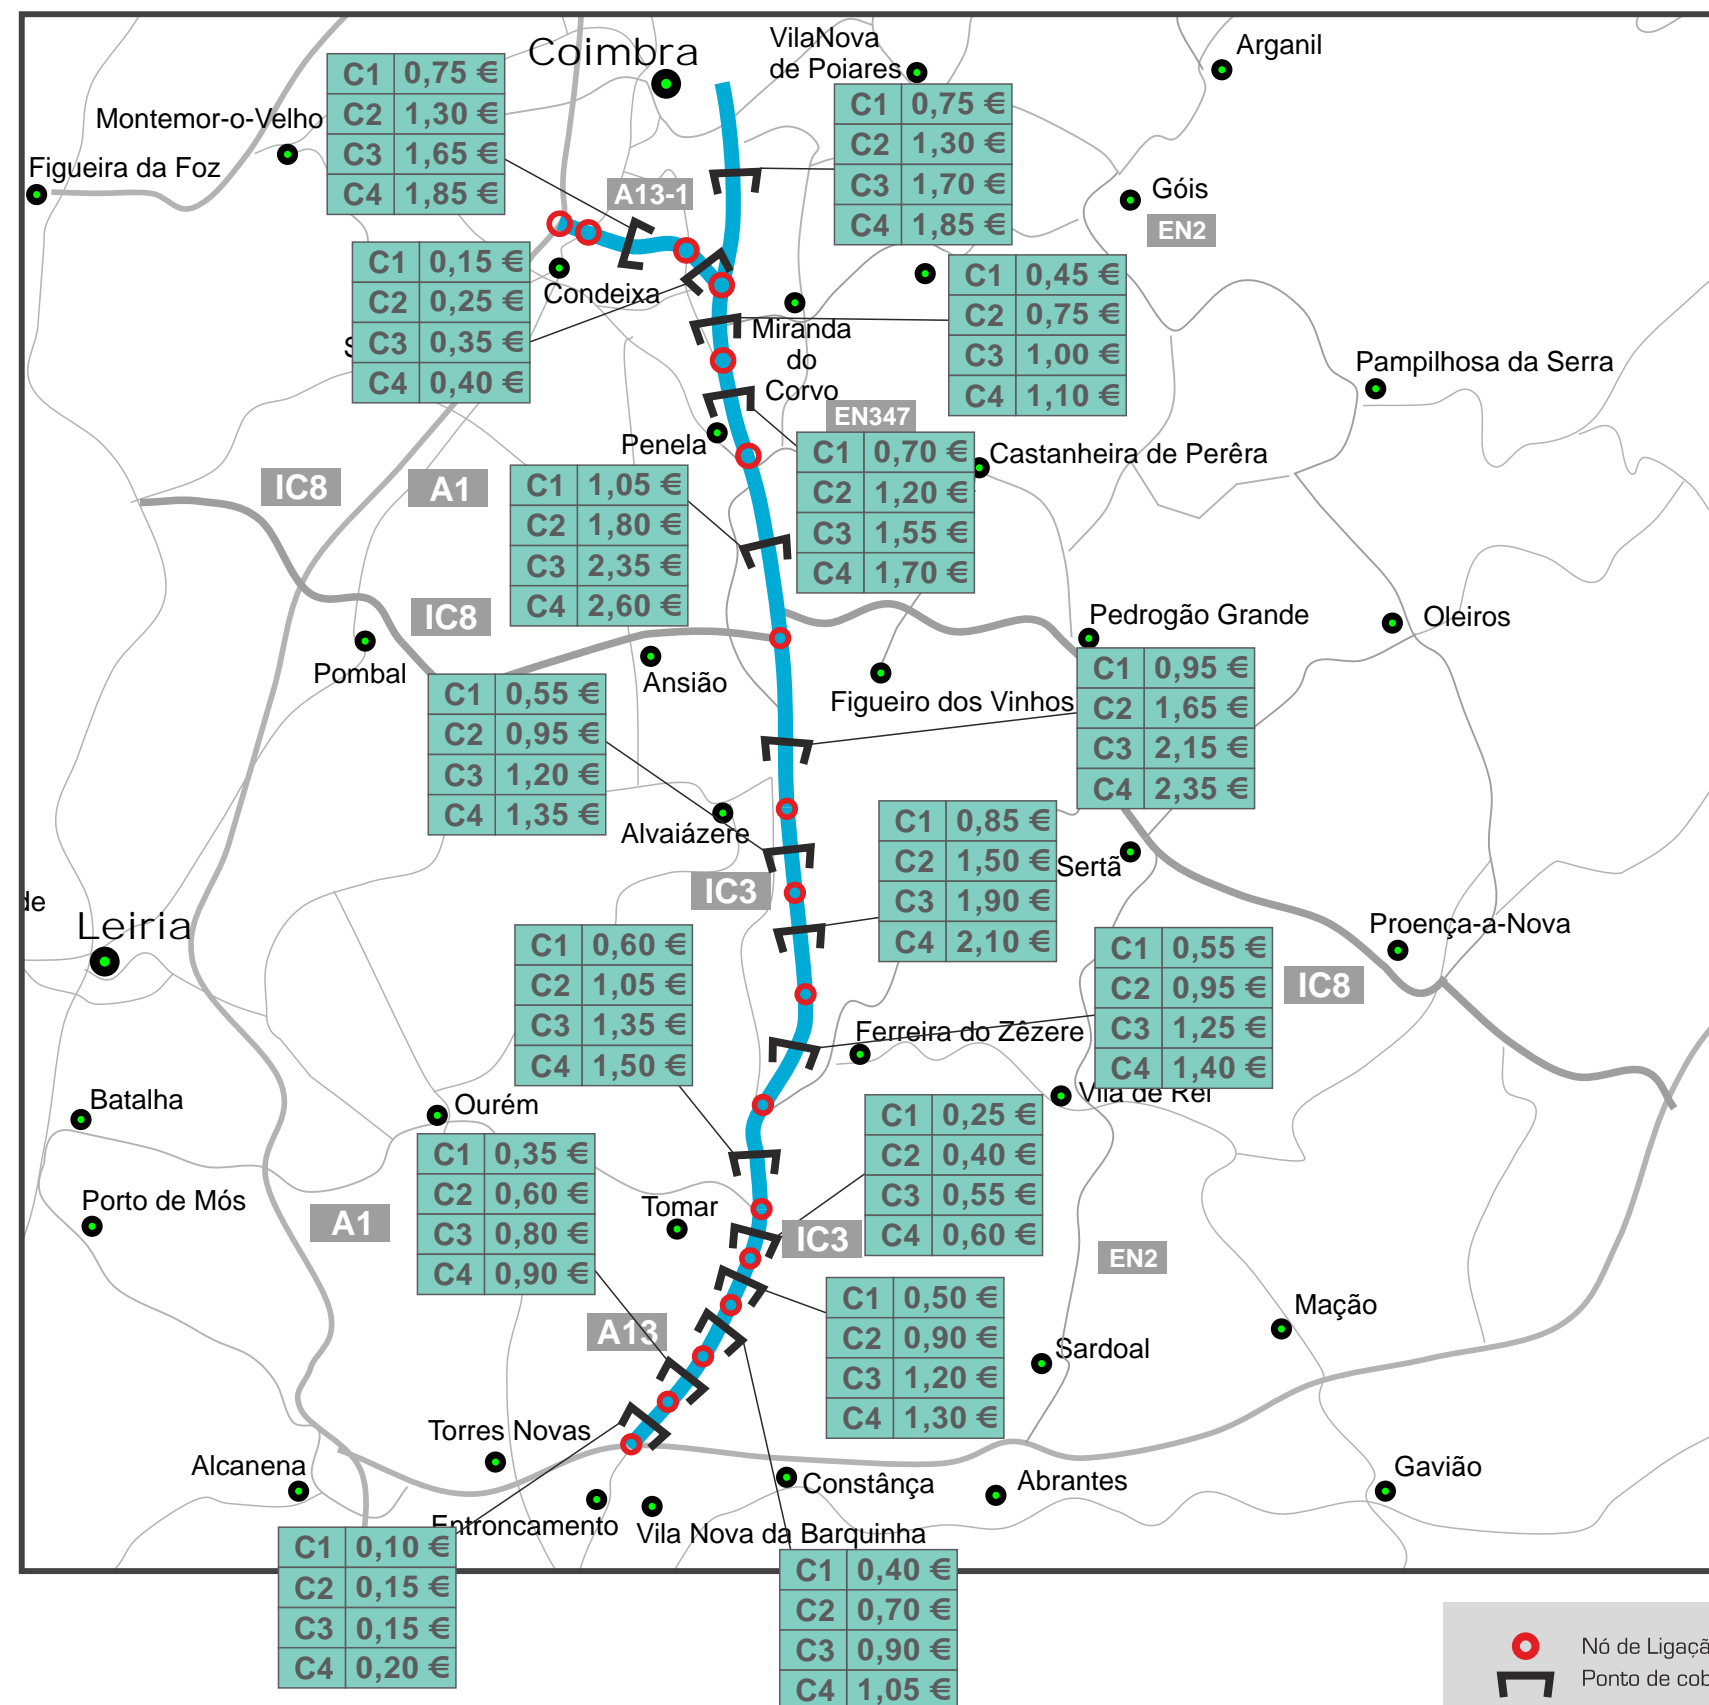 Coimbra
VilaNova
de Poiares
Arganil
Montemor-o-Velho
Figueira da Foz
C1 0,75 €
C2 1,30 €
C3 1,65 €
C4 1,85 €
A13-1
C1 0,75 €
C2 1,30 €
C3 1,70 €
C4 1,85 €
Góis
EN2
C1 0,15 €
C2 0,25 €
C3 0,35 €
C4 0,40 €
Condeixa
C1 0,45 €
C2 0,75 €
C3 1,00 €
C4 1,10 €
Miranda
do
Corvo
Pampilhosa da Serra
EN347
Penela
C1 0,70 €
C2 1,20 €
C3 1,55 €
C4 1,70 €
Castanheira de Perêra
IC8
A1
C1 1,05 €
C2 1,80 €
C3 2,35 €
C4 2,60 €
IC8
Pedrogão Grande
Oleiros
Pombal
Ansião
Figueiro dos Vinhos
C1 0,95 €
C2 1,65 €
C3 2,15 €
C4 2,35 €
C1 0,55 €
C2 0,95 €
C3 1,20 €
C4 1,35 €
Alvaiázere
C1 0,85 €
C2 1,50 €
C3 1,90 €
C4 2,10 €
Sertã
IC3
de
Leiria
Proença-a-Nova
C1 0,60 €
C2 1,05 €
C3 1,35 €
C4 1,50 €
C1 0,55 €
C2 0,95 €
C3 1,25 €
C4 1,40 €
IC8
Ferreira do Zêzere
Vila de Rei
Batalha
Ourém
C1 0,25 €
C2 0,40 €
C3 0,55 €
C4 0,60 €
C1 0,35 €
C2 0,60 €
C3 0,80 €
C4 0,90 €
Porto de Mós
A1
Tomar
IC3
EN2
C1 0,50 €
C2 0,90 €
C3 1,20 €
C4 1,30 €
A13
Mação
Sardoal
Torres Novas
Alcanena
Constânça
Abrantes
Gavião
Entroncamento
Vila Nova da Barquinha
C1 0,10 €
C2 0,15 €
C3 0,15 €
C4 0,20 €
C1 0,40 €
C2 0,70 €
C3 0,90 €
C4 1,05 €
Nó de Ligaçã
Ponto de cob